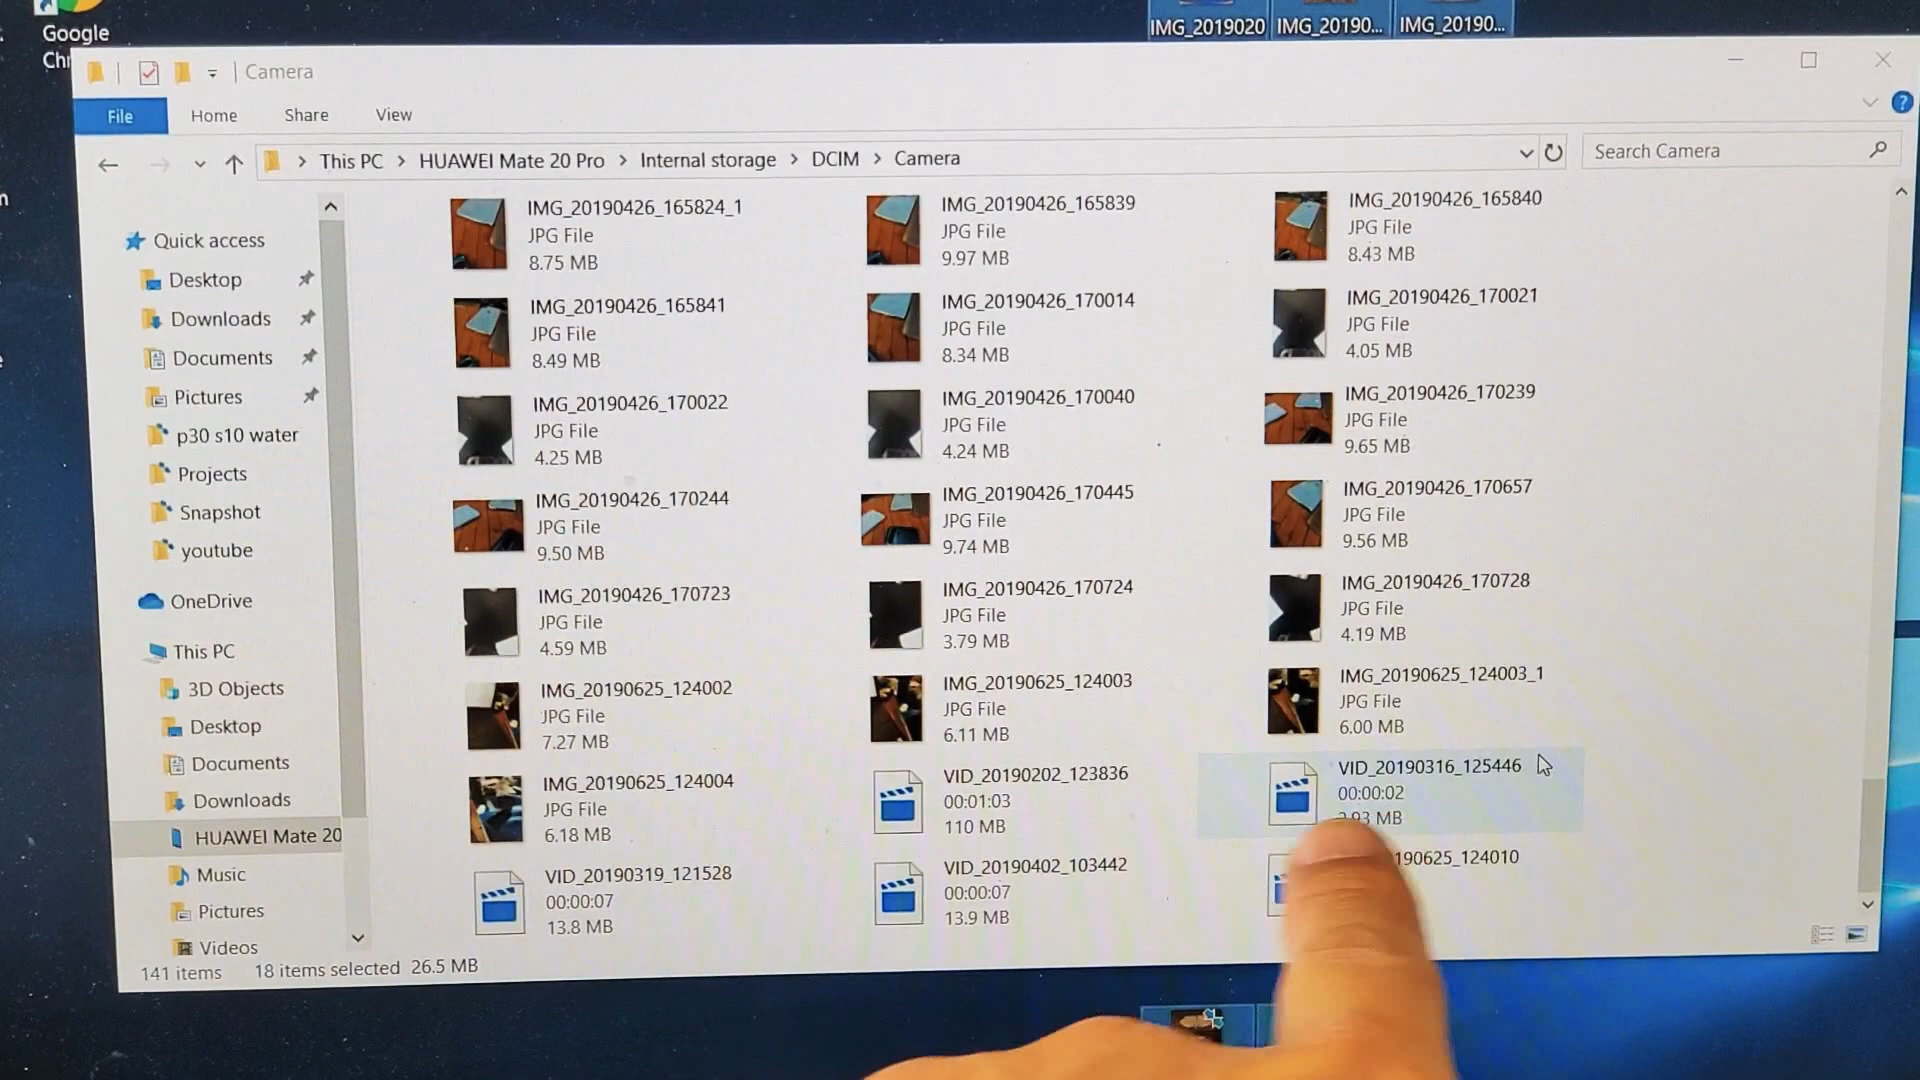 Google
IMG_2019020
IMG_20190...
IMG_20190...
Camera
File
Home
Share
View
This PC
HUAWEI Mate 20 Pro
Internal storage
DCIM
Camera
Search Camera
Quick access
Desktop
Downloads
Documents
Pictures
p30 s10 water
Projects
Snapshot
youtube
OneDrive
This PC
3D Objects
Desktop
Documents
Downloads
HUAWEI Mate 20
Music
Pictures
Videos
IMG_20190426_165824_1
JPG File
8.75 MB
IMG_20190426_165839
JPG File
9.97 MB
IMG_20190426_165840
JPG File
8.43 MB
IMG_20190426_165841
JPG File
8.49 MB
IMG_20190426_170014
JPG File
8.34 MB
IMG_20190426_170021
JPG File
4.05 MB
IMG_20190426_170022
JPG File
4.25 MB
IMG_20190426_170040
JPG File
4.24 MB
IMG_20190426_170239
JPG File
9.65 MB
IMG_20190426_170244
JPG File
9.50 MB
IMG_20190426_170445
JPG File
9.74 MB
IMG_20190426_170657
JPG File
9.56 MB
IMG_20190426_170723
JPG File
4.59 MB
IMG_20190426_170724
JPG File
3.79 MB
IMG_20190426_170728
JPG File
4.19 MB
IMG_20190625_124002
JPG File
7.27 MB
IMG_20190625_124003
JPG File
6.11 MB
IMG_20190625_124003_1
JPG File
6.00 MB
IMG_20190625_124004
JPG File
6.18 MB
VID_20190202_123836
00:01:03
110 MB
VID_20190316_125446
00:00:02
MB
VID_20190319_121528
00:00:07
13.8 MB
VID_20190402_103442
00:00:07
13.9 MB
190625_124010
141 items
18 items selected
26.5 MB